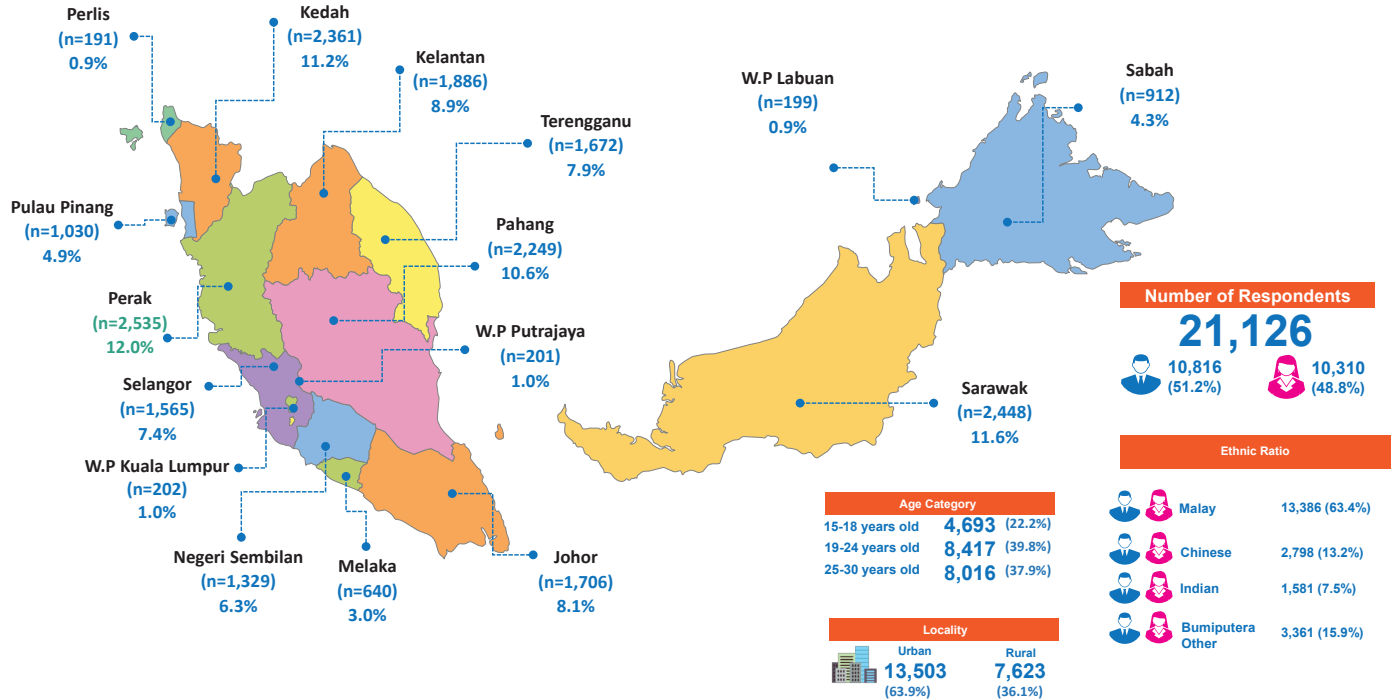 Perlis
(n=191)
0.9%
Kedah
(n=2,361)
11.2%
Kelantan
(n=1,886)
8.9%
Terengganu
(n=1,672)
7.9%
Pulau Pinang
(n=1,030)
4.9%
Pahang
(n=2,249)
10.6%
Perak
(n=2,535)
12.0%
W.P Putrajaya
(n=201)
1.0%
Selangor
(n=1,565)
7.4%
W.P Kuala Lumpur
(n=202)
1.0%
Negeri Sembilan
(n=1,329)
6.3%
Melaka
(n=640)
3.0%
Johor
(n=1,706)
8.1%
W.P Labuan
(n=199)
0.9%
Sabah
(n=912)
4.3%
Sarawak
(n=2,448)
11.6%
Number of Respondents
21,126
10,816 10,310
(51.2%) (48.8%)
Age Category
15-18 years old 4,693 (22.2%)
19-24 years old 8,417 (39.8%)
25-30 years old 8,016 (37.9%)
Locality
Urban Rural
13,503 7,623
(63.9%) (36.1%)
Ethnic Ratio
Malay 13,386 (63.4%)
Chinese 2,798 (13.2%)
Indian 1,581 (7.5%)
Bumiputera
Other 3,361 (15.9%)